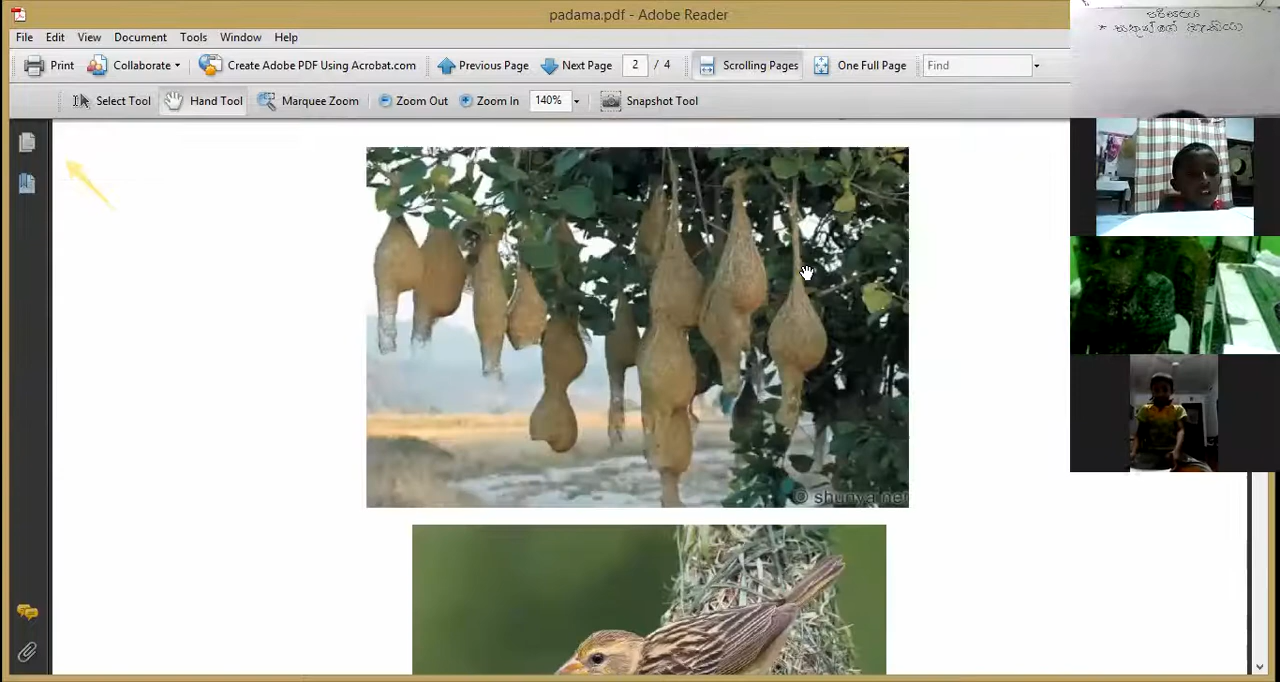 padama.pdf - Adobe Reader
File Edit View Document Tools Window Help
Print Collaborate Create Adobe PDF Using Acrobat.com Previous Page Next Page 2 / 4 Scrolling Pages One Full Page Find
Select Tool Hand Tool Marquee Zoom Zoom Out Zoom In 140% Snapshot Tool
පරිසරය
© shunya.net